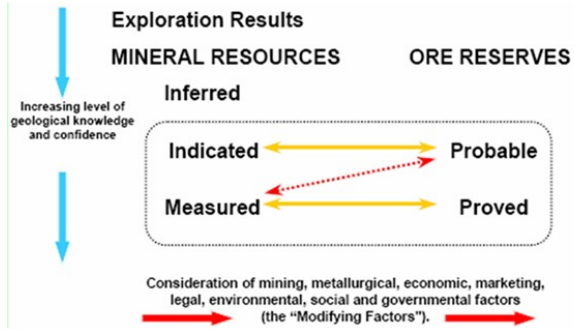 Exploration Results
MINERAL RESOURCES ORE RESERVES
Inferred
Increasing level of
geological knowledge
and confidence
Indicated Probable
Measured Proved
Consideration of mining, metallurgical, economic, marketing,
legal, environmental, social and governmental factors
(the “Modifying Factors”).